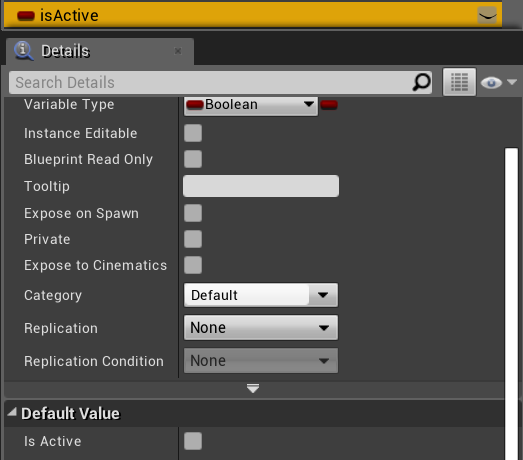 isActive
Details
Search Details
Variable Type Boolean
Instance Editable
Blueprint Read Only
Tooltip
Expose on Spawn
Private
Expose to Cinematics
Category Default
Replication None
Replication Condition None
Default Value
Is Active